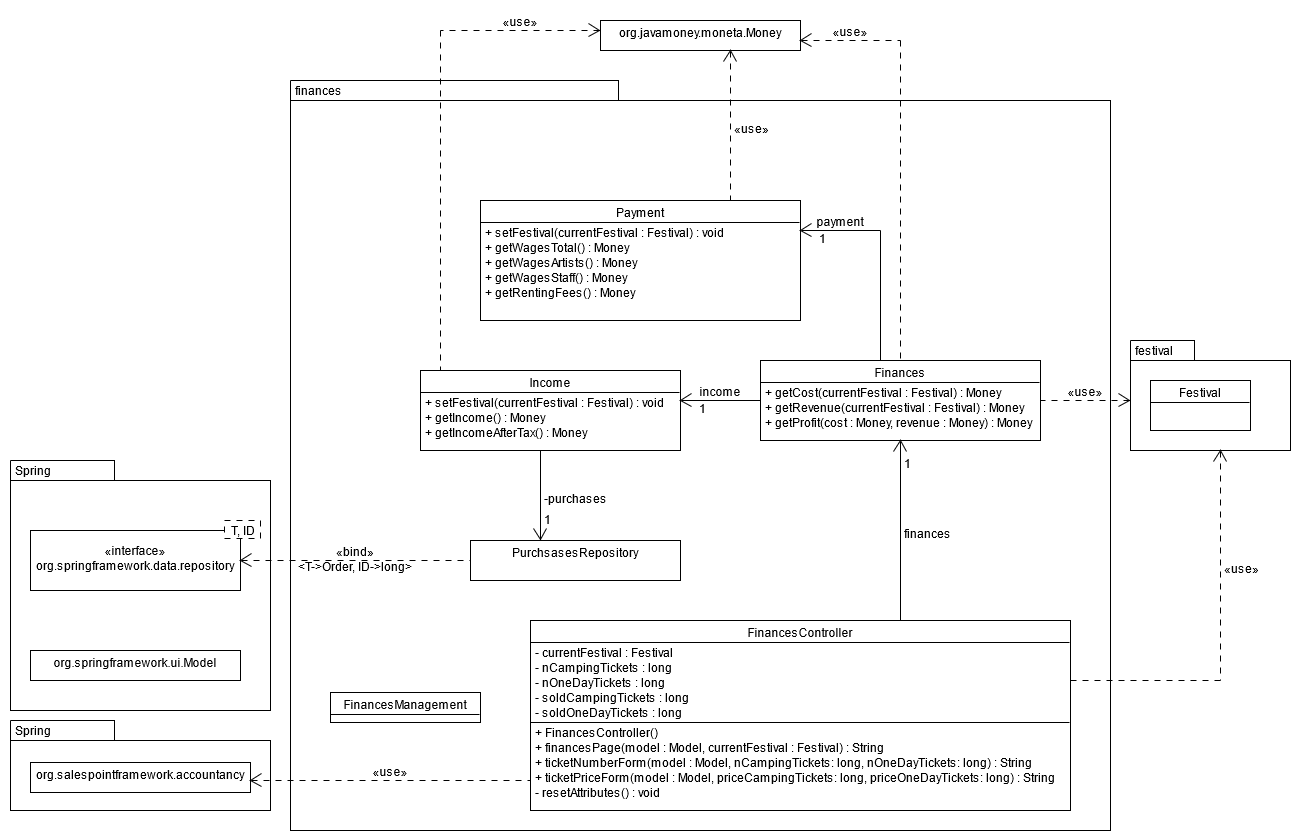 «use»
org.javamoney.moneta.Money
«use»
finances
«use»
Payment
+ setFestival(currentFestival : Festival) : void
+ getWagesTotal() : Money
+ getWagesArtists() : Money
+ getWagesStaff() : Money
+ getRentingFees() : Money
payment
1
Income
+ setFestival(currentFestival : Festival) : void
+ getIncome() : Money
+ getIncomeAfterTax() : Money
income
1
Finances
+ getCost(currentFestival : Festival) : Money
+ getRevenue(currentFestival : Festival) : Money
+ getProfit(cost : Money, revenue : Money) : Money
«use»
festival
Festival
Spring
T, ID
«interface»
org.springframework.data.repository
«bind»
<T->Order, ID->long>
-purchases
1
PurchsasesRepository
1
finances
«use»
org.springframework.ui.Model
FinancesManagement
FinancesController
- currentFestival : Festival
- nCampingTickets : long
- nOneDayTickets : long
- soldCampingTickets : long
- soldOneDayTickets : long
+ FinancesController()
+ financesPage(model : Model, currentFestival : Festival) : String
+ ticketNumberForm(model : Model, nCampingTickets: long, nOneDayTickets: long) : String
+ ticketPriceForm(model : Model, priceCampingTickets: long, priceOneDayTickets: long) : String
- resetAttributes() : void
Spring
org.salespointframework.accountancy
«use»